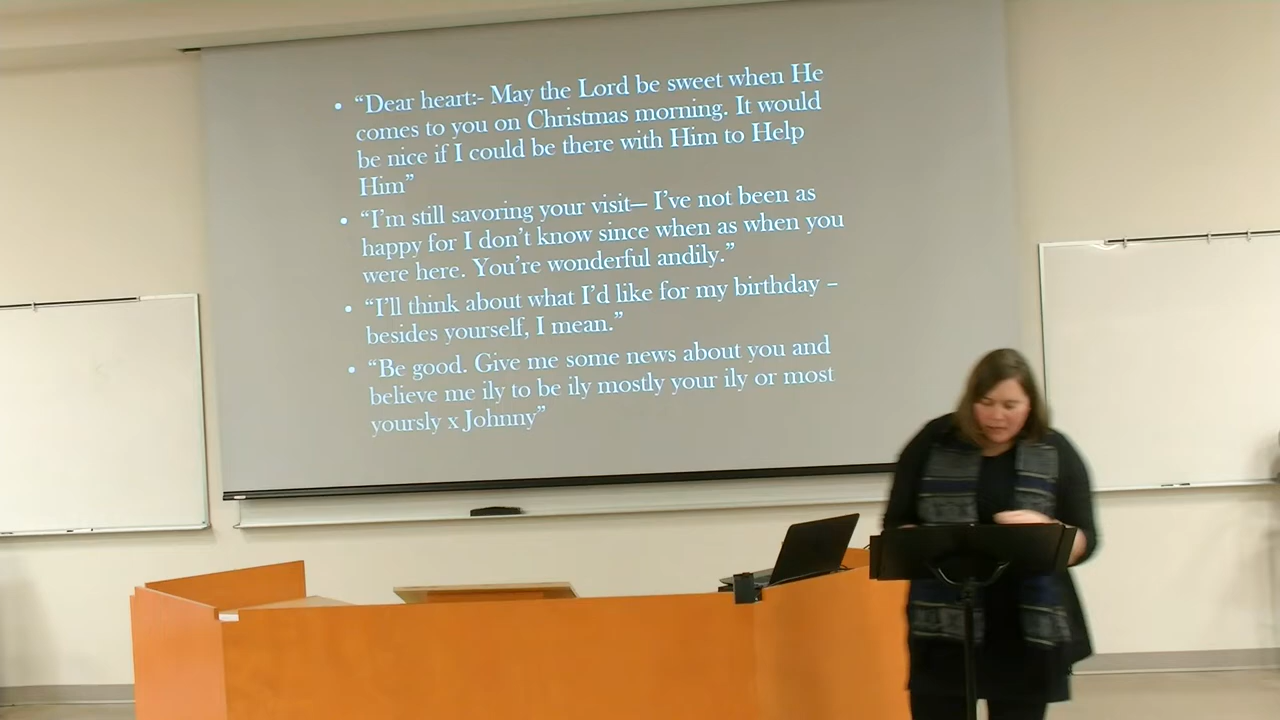 • “Dear heart:- May the Lord be sweet when He
comes to you on Christmas morning. It would
be nice if I could be there with Him to Help
Him”
• “I’m still savoring your visit— I’ve not been as
happy for I don’t know since when as when you
were here. You’re wonderful andily.”
• “I’ll think about what I’d like for my birthday –
besides yourself, I mean.”
• “Be good. Give me some news about you and
believe me ily to be ily mostly your ily or most
yoursly x Johnny”